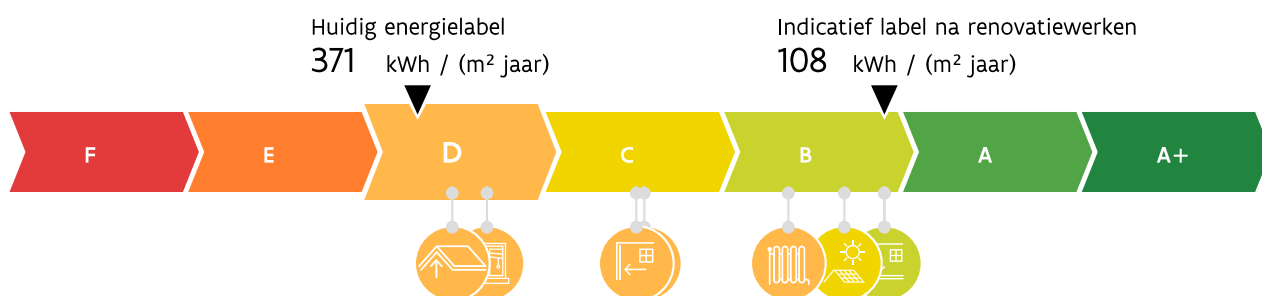 Huidig energielabel
371 kWh / (m² jaar)
Indicatief label na renovatiewerken
108 kWh / (m² jaar)
F E D C B A A+